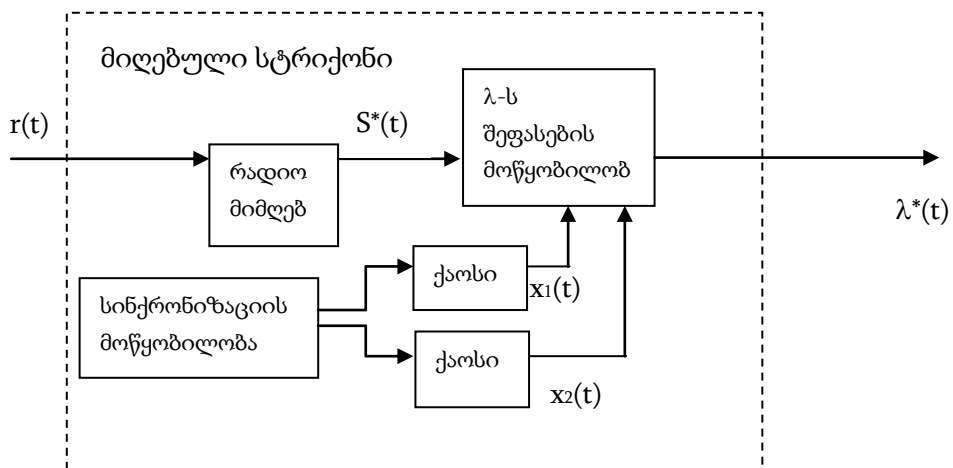 მიღებული სტრიქონი
r(t)
S*(t)
λ-ს
შეფასების
მოწყობილობ
რადიო
მიმღებ
λ*(t)
ქაოსი
x1(t)
სინქრონიზაციის
მოწყობილობა
ქაოსი
x2(t)